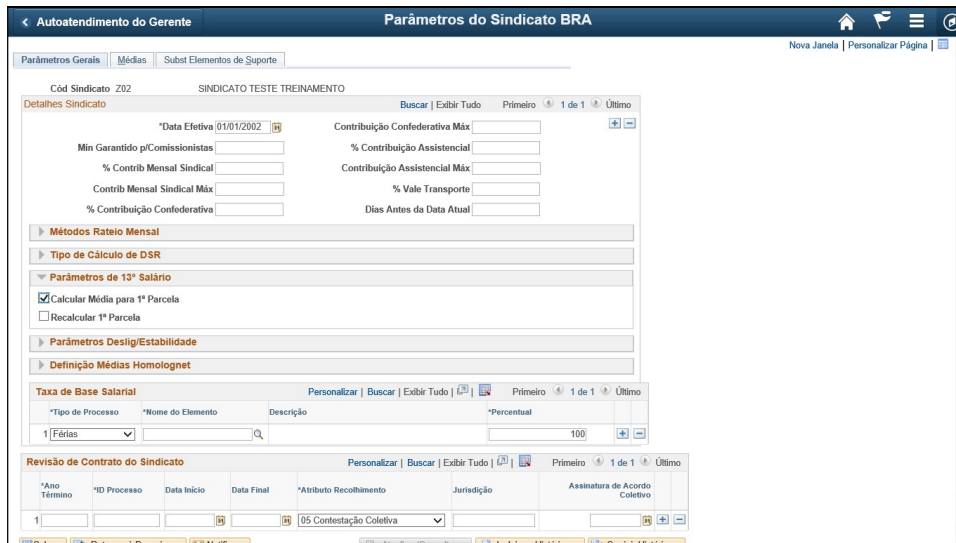 Autoatendimento do Gerente
Parâmetros do Sindicato BRA
Nova Janela | Personalizar Página |
Parâmetros Gerais Médias Subst Elementos de Suporte
Cód Sindicato Z02 SINDICATO TESTE TREINAMENTO
Detalhes Sindicato Buscar | Exibir Tudo Primeiro 1 de 1 Último
*Data Efetiva 01/01/2002 Contribuição Confederativa Máx
Mín Garantido p/Comissionistas % Contribuição Assistencial
% Contrib Mensal Sindical Contribuição Assistencial Máx
Contrib Mensal Sindical Máx % Vale Transporte
% Contribuição Confederativa Dias Antes da Data Atual
Métodos Rateio Mensal
Tipo de Cálculo de DSR
Parâmetros de 13º Salário
Calcular Média para 1ª Parcela
Recalcular 1ª Parcela
Parâmetros Deslig/Estabilidade
Definição Médias Homolognet
Taxa de Base Salarial Personalizar | Buscar | Exibir Tudo | | Primeiro 1 de 1 Último
*Tipo de Processo *Nome do Elemento Descrição *Percentual
1 Férias 100
Revisão de Contrato do Sindicato Personalizar | Buscar | Exibir Tudo | | Primeiro 1 de 1 Último
*Ano Término *ID Processo Data Início Data Final *Atributo Recolhimento Jurisdição Assinatura de Acordo Coletivo
1 05 Contestação Coletiva